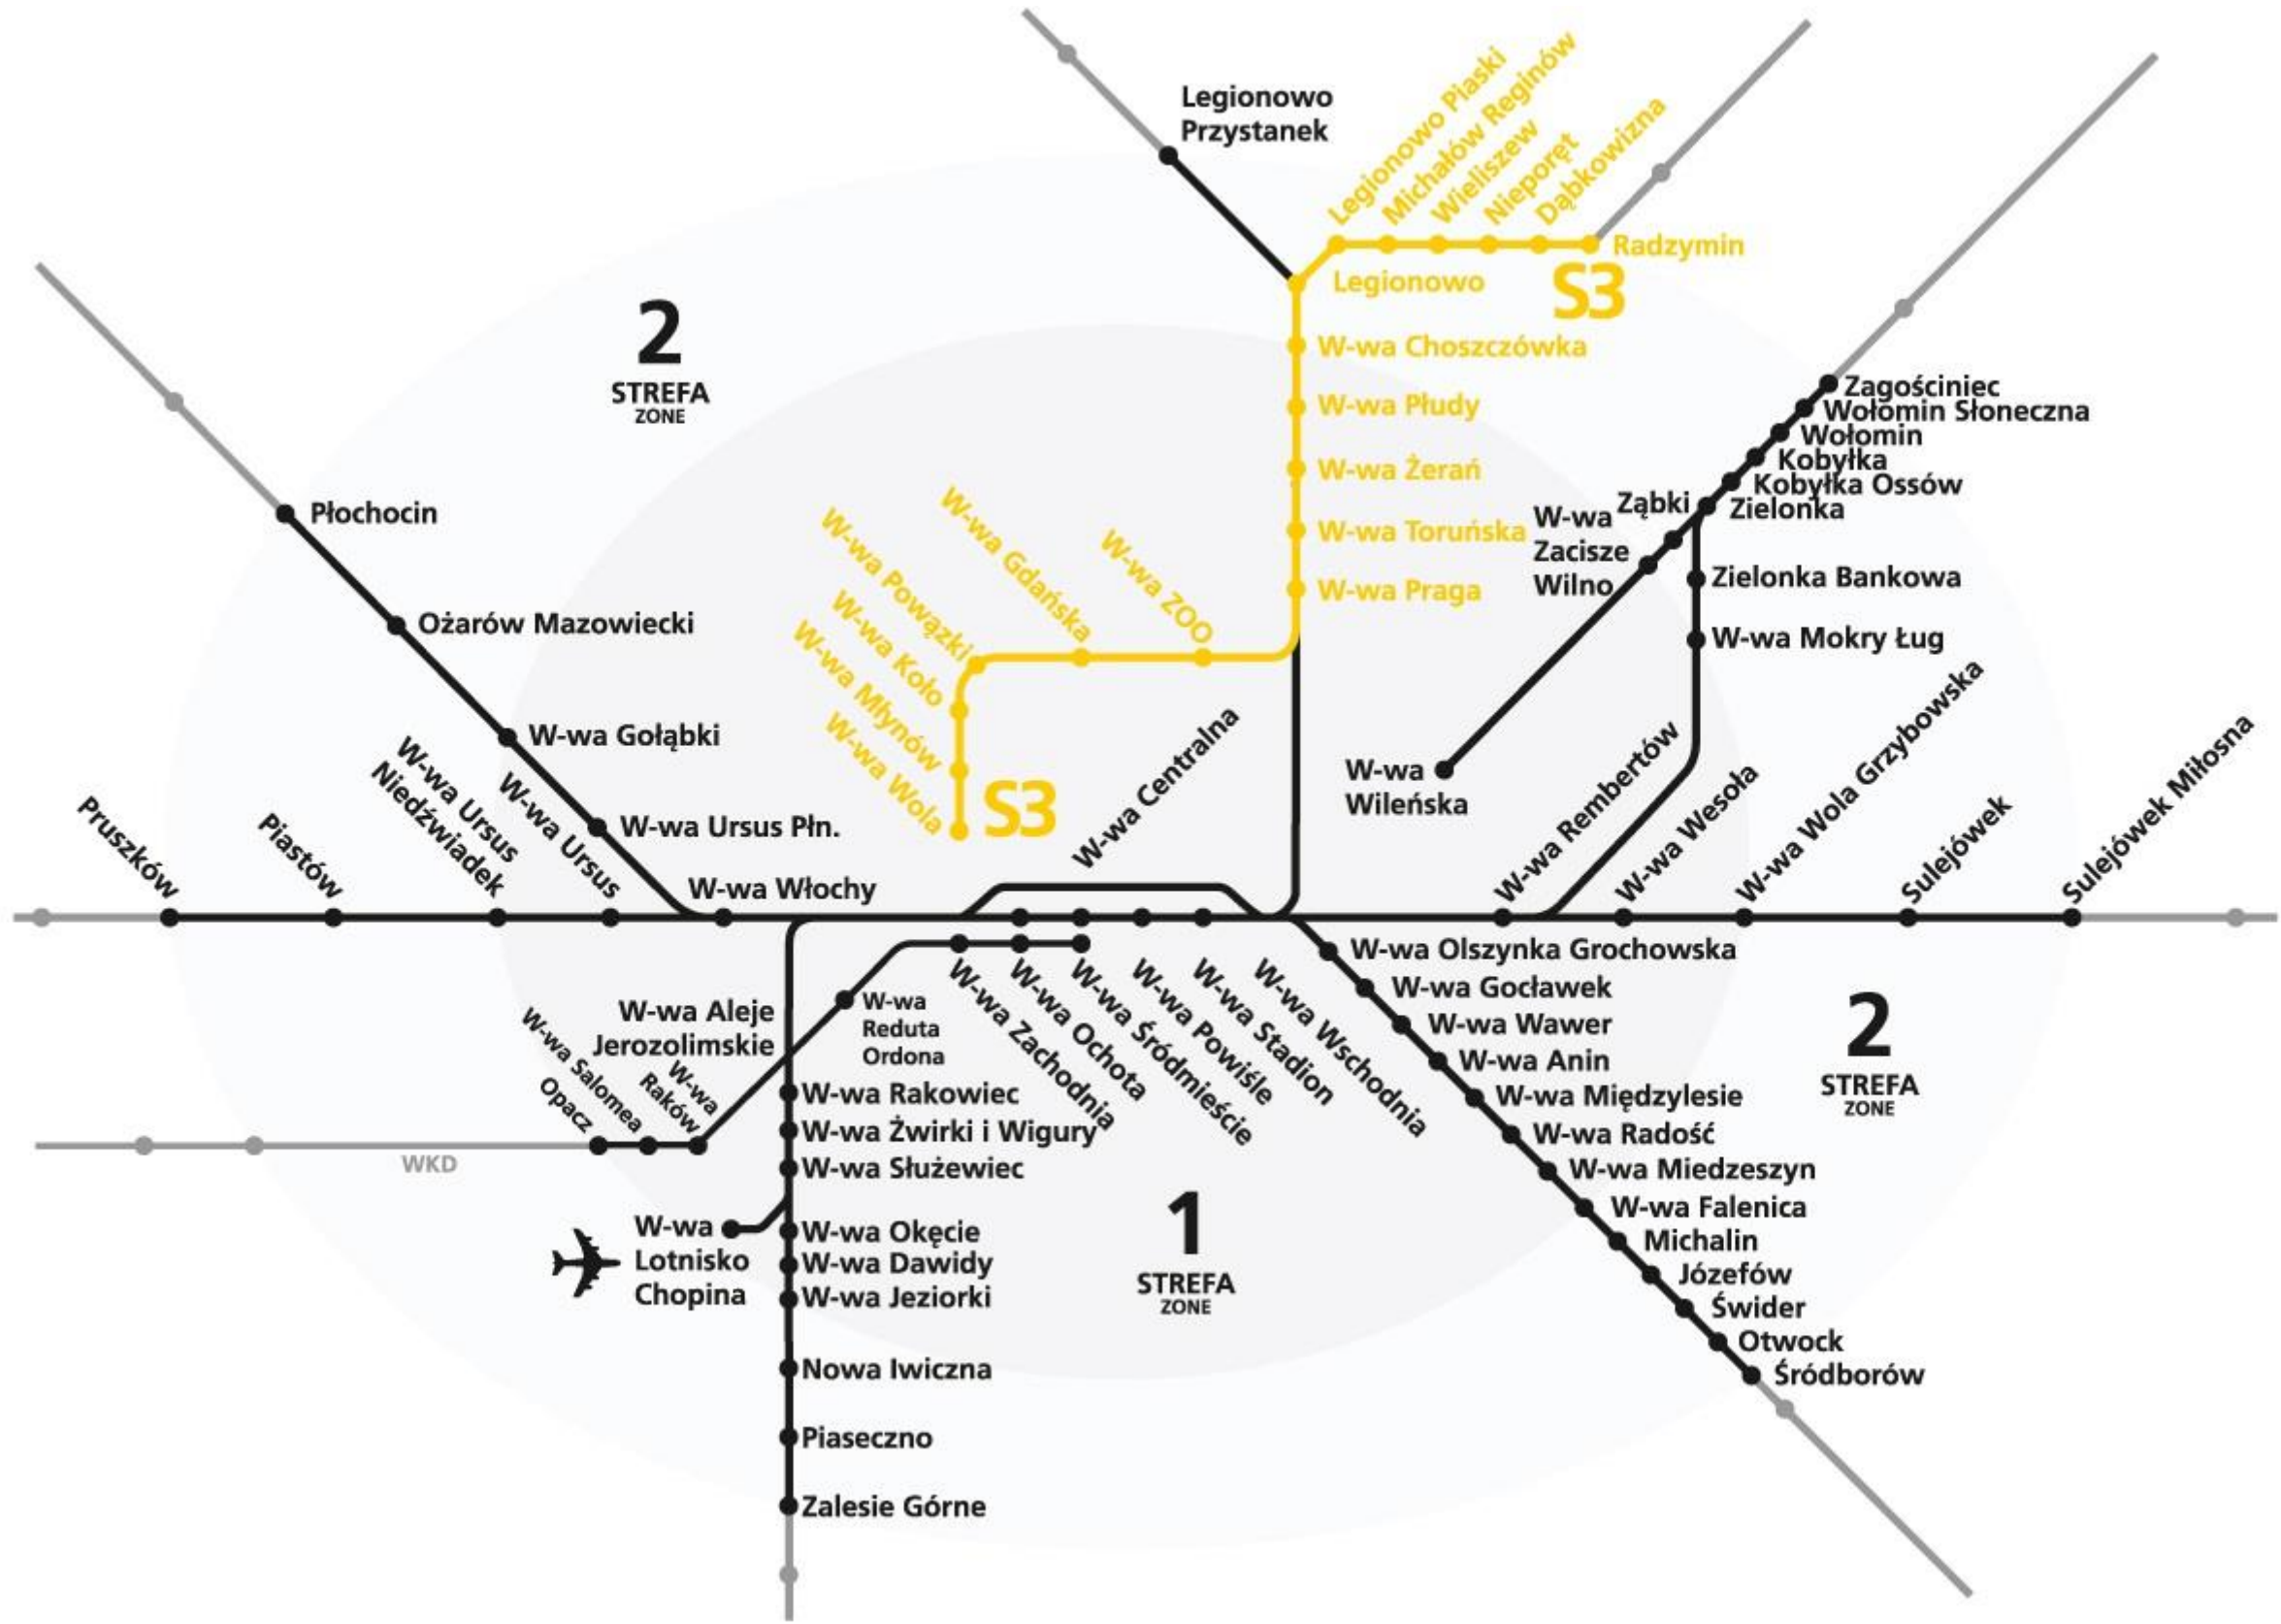 Legionowo
Przystanek
Legionowo Piaski
Michałów Reginów
Wieliszew
Nieporęt
Dąbkowizna
Radzymin
Legionowo
S3
2
STREFA
ZONE
W-wa Choszczówka
W-wa Płudy
W-wa Żerań
W-wa Toruńska
W-wa Praga
Zagościniec
Wołomin Słoneczna
Wołomin
Kobyłka
Kobyłka Ossów
Zielonka
Ząbki
W-wa
Zacisze
Wilno
Zielonka Bankowa
W-wa Mokry Ług
Płochocin
Ożarów Mazowiecki
W-wa Gołąbki
W-wa Ursus Płn.
W-wa Powązki
W-wa Koło
W-wa Młynów
W-wa Wola
W-wa Gdańska
W-wa ZOO
S3
W-wa Centralna
W-wa
Wileńska
Pruszków
Piastów
W-wa Ursus
Niedźwiadek
W-wa Ursus
W-wa Włochy
W-wa Rembertów
W-wa Wesoła
W-wa Wola Grzybowska
Sulejówek
Sulejówek Miłosna
W-wa Zachodnia
W-wa Ochota
W-wa Śródmieście
W-wa Powiśle
W-wa Stadion
W-wa Wschodnia
W-wa Olszynka Grochowska
W-wa Gocławek
W-wa Wawer
W-wa Anin
W-wa Międzylesie
W-wa Radość
W-wa Miedzeszyn
W-wa Falenica
Michalin
Józefów
Świder
Otwock
Śródborów
2
STREFA
ZONE
W-wa Aleje
Jerozolimskie
W-wa
Reduta
Ordona
W-wa
Raków
W-wa Salomea
Opacz
WKD
W-wa Rakowiec
W-wa Żwirki i Wigury
W-wa Służewiec
W-wa
Lotnisko
Chopina
W-wa Okęcie
W-wa Dawidy
W-wa Jeziorki
Nowa Iwiczna
Piaseczno
Zalesie Górne
1
STREFA
ZONE